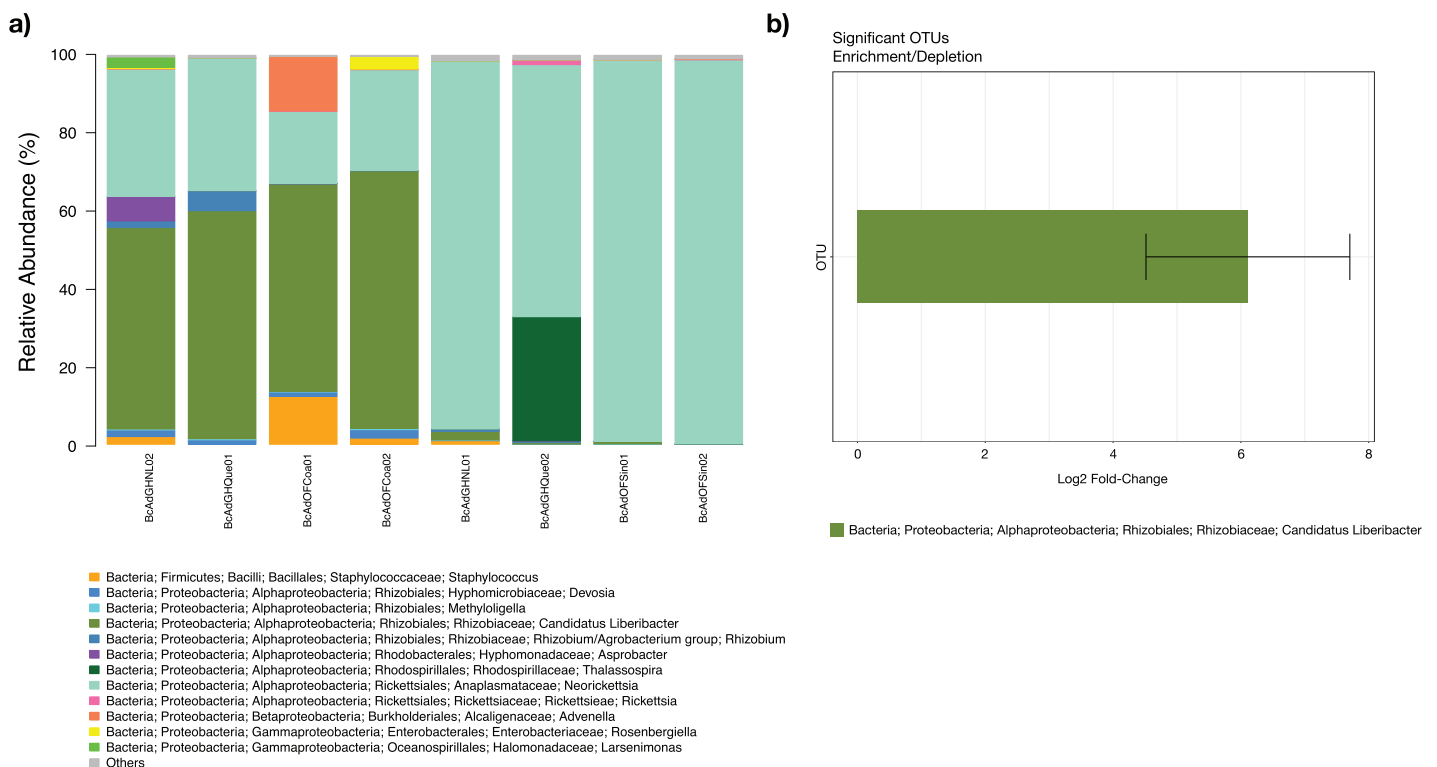 a)
Relative Abundance (%)
100
80
60
40
20
0
BcAdGHNL02
BcAdGHQue01
BcAdOFCoa01
BcAdOFCoa02
BcAdGHNL01
BcAdGHQue02
BcAdOFSin01
BcAdOFSin02
Bacteria; Firmicutes; Bacilli; Bacillales; Staphylococcaceae; Staphylococcus
Bacteria; Proteobacteria; Alphaproteobacteria; Rhizobiales; Hyphomicrobiaceae; Devosia
Bacteria; Proteobacteria; Alphaproteobacteria; Rhizobiales; Methyloligella
Bacteria; Proteobacteria; Alphaproteobacteria; Rhizobiales; Rhizobiaceae; Candidatus Liberibacter
Bacteria; Proteobacteria; Alphaproteobacteria; Rhizobiales; Rhizobiaceae; Rhizobium/Agrobacterium group; Rhizobium
Bacteria; Proteobacteria; Alphaproteobacteria; Rhodobacterales; Hyphomonadaceae; Asprobacter
Bacteria; Proteobacteria; Alphaproteobacteria; Rhodospirillales; Rhodospirillaceae; Thalassospira
Bacteria; Proteobacteria; Alphaproteobacteria; Rickettsiales; Anaplasmataceae; Neorickettsia
Bacteria; Proteobacteria; Alphaproteobacteria; Rickettsiales; Rickettsiaceae; Rickettsieae; Rickettsia
Bacteria; Proteobacteria; Betaproteobacteria; Burkholderiales; Alcaligenaceae; Advenella
Bacteria; Proteobacteria; Gammaproteobacteria; Enterobacterales; Enterobacteriaceae; Rosenbergiella
Bacteria; Proteobacteria; Gammaproteobacteria; Oceanospirillales; Halomonadaceae; Larsenimonas
Others
b)
Significant OTUs
Enrichment/Depletion
OTU
0 2 4 6 8
Log2 Fold-Change
Bacteria; Proteobacteria; Alphaproteobacteria; Rhizobiales; Rhizobiaceae; Candidatus Liberibacter